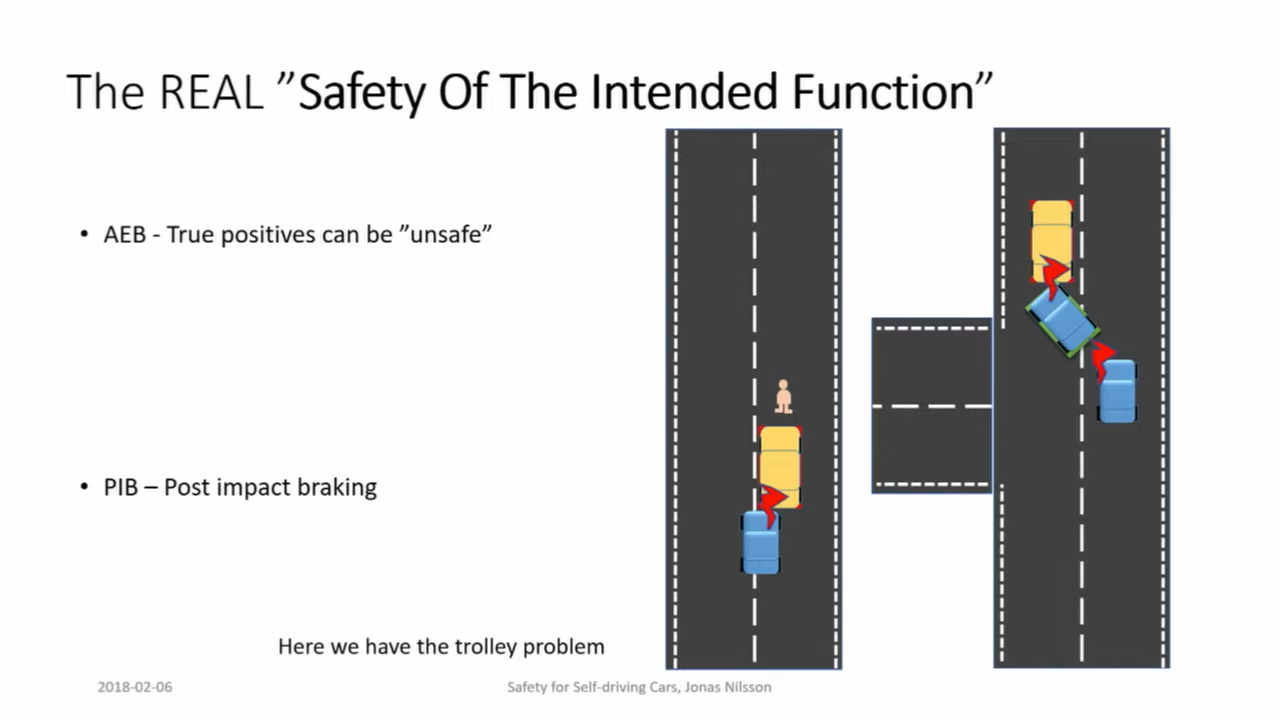 The REAL ”Safety Of The Intended Function”
• AEB - True positives can be ”unsafe”
• PIB – Post impact braking
Here we have the trolley problem
2018-02-06
Safety for Self-driving Cars, Jonas Nilsson